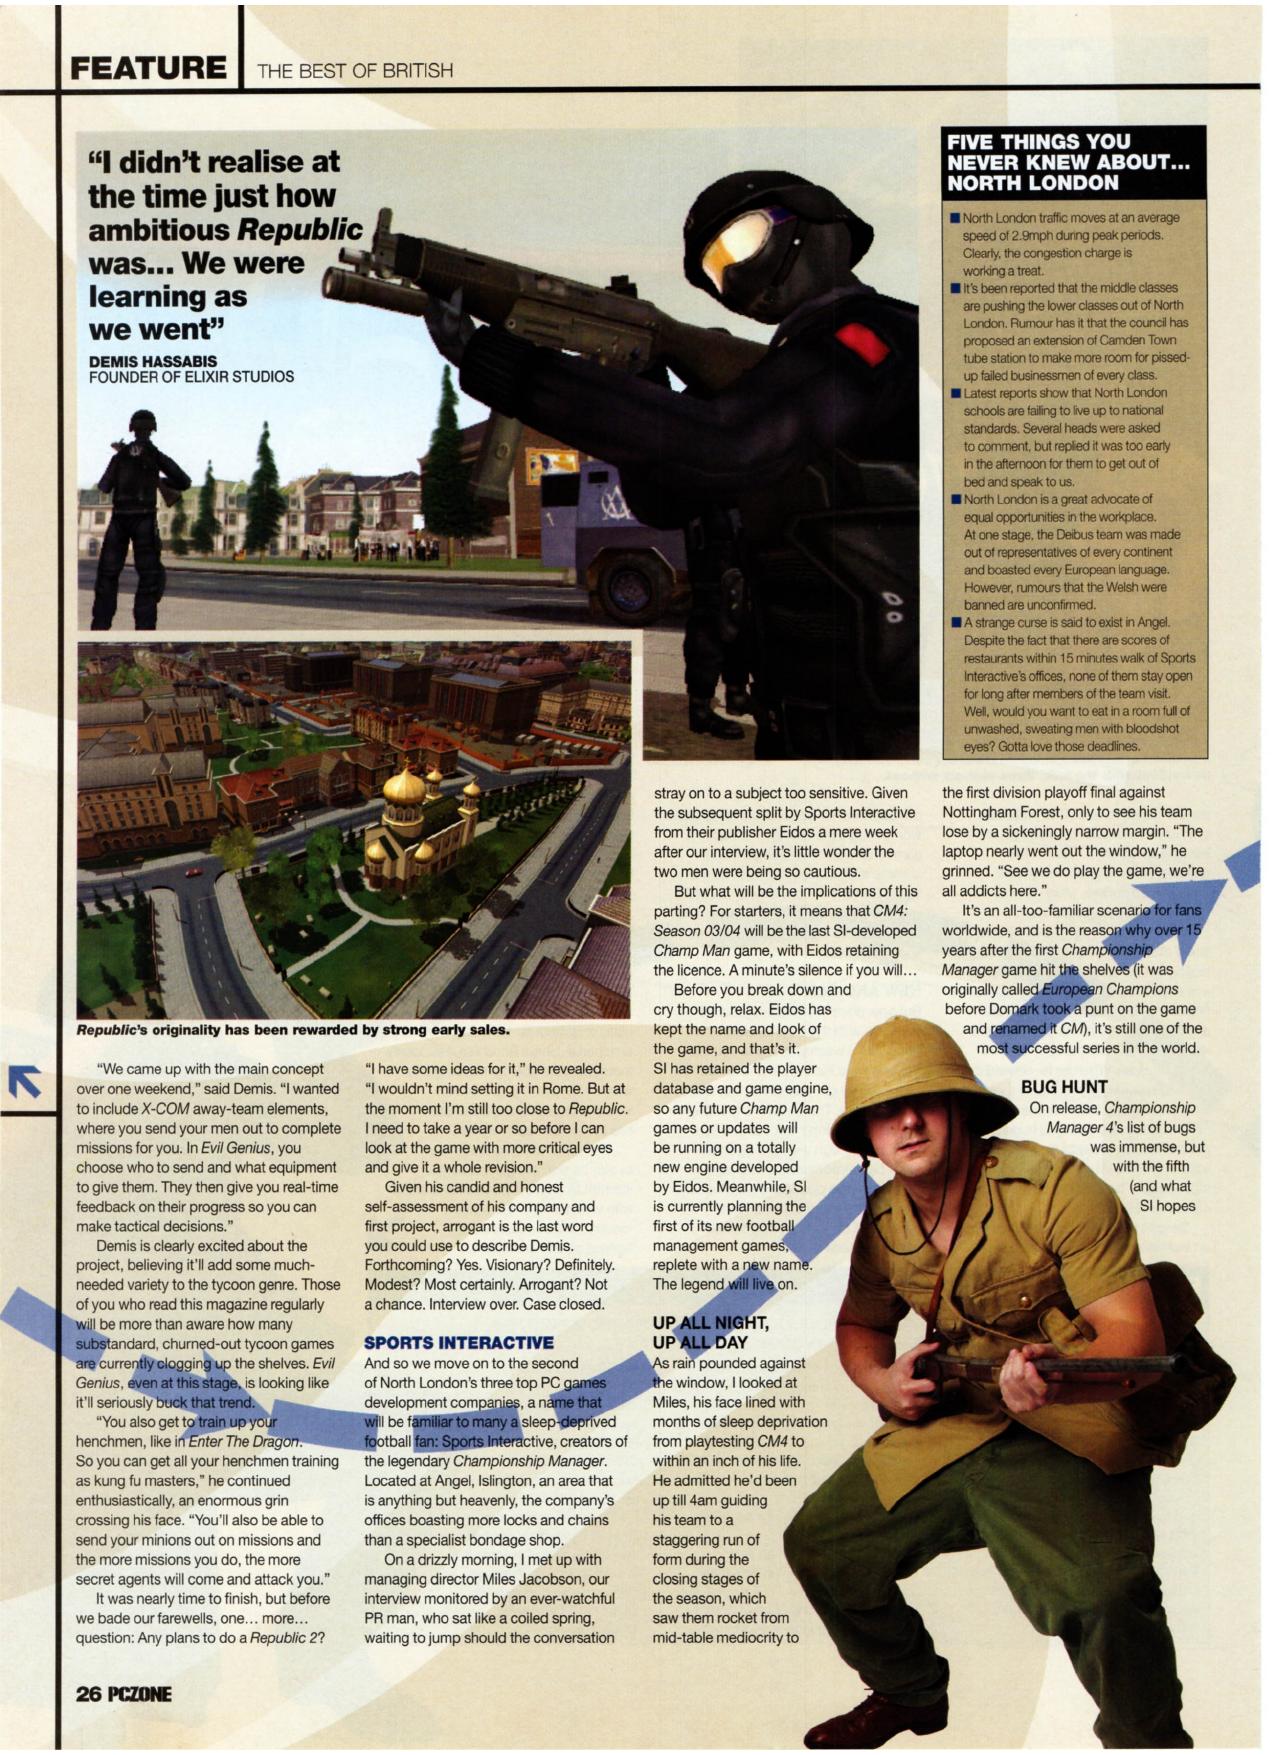 FEATURE
THE BEST OF BRITISH
“I didn’t realise at
the time just how
ambitious Republic
was... We were
learning as
we went”
DEMIS HASSABIS
FOUNDER OF ELIXIR STUDIOS
FIVE THINGS YOU
NEVER KNEW ABOUT...
NORTH LONDON
■ North London traffic moves at an average
speed of 2.9mph during peak periods.
Clearly, the congestion charge is
working a treat.
■ It’s been reported that the middle classes
are pushing the lower classes out of North
London. Rumour has it that the council has
proposed an extension of Camden Town
tube station to make more room for pissed-
up failed businessmen of every class.
■ Latest reports show that North London
schools are failing to live up to national
standards. Several heads were asked
to comment, but replied it was too early
in the afternoon for them to get out of
bed and speak to us.
■ North London is a great advocate of
equal opportunities in the workplace.
At one stage, the Deibus team was made
out of representatives of every continent
and boasted every European language.
However, rumours that the Welsh were
banned are unconfirmed.
■ A strange curse is said to exist in Angel.
Despite the fact that there are scores of
restaurants within 15 minutes walk of Sports
Interactive’s offices, none of them stay open
for long after members of the team visit.
Well, would you want to eat in a room full of
unwashed, sweating men with bloodshot
eyes? Gotta love those deadlines.
Republic’s originality has been rewarded by strong early sales.
“We came up with the main concept
over one weekend,” said Demis. “I wanted
to include X-COM away-team elements,
where you send your men out to complete
missions for you. In Evil Genius, you
choose who to send and what equipment
to give them. They then give you real-time
feedback on their progress so you can
make tactical decisions.”
Demis is clearly excited about the
project, believing it’ll add some much-
needed variety to the tycoon genre. Those
of you who read this magazine regularly
will be more than aware how many
substandard, churned-out tycoon games
are currently clogging up the shelves. Evil
Genius, even at this stage, is looking like
it’ll seriously buck that trend.
“You also get to train up your
henchmen, like in Enter The Dragon.
So you can get all your henchmen training
as kung fu masters,” he continued
enthusiastically, an enormous grin
crossing his face. “You’ll also be able to
send your minions out on missions and
the more missions you do, the more
secret agents will come and attack you.”
It was nearly time to finish, but before
we bade our farewells, one... more...
question: Any plans to do a Republic 2?
“I have some ideas for it,” he revealed.
“I wouldn’t mind setting it in Rome. But at
the moment I’m still too close to Republic.
I need to take a year or so before I can
look at the game with more critical eyes
and give it a whole revision.”
Given his candid and honest
self-assessment of his company and
first project, arrogant is the last word
you could use to describe Demis.
Forthcoming? Yes. Visionary? Definitely.
Modest? Most certainly. Arrogant? Not
a chance. Interview over. Case closed.
SPORTS INTERACTIVE
And so we move on to the second
of North London’s three top PC games
development companies, a name that
will be familiar to many a sleep-deprived
football fan: Sports Interactive, creators of
the legendary Championship Manager.
Located at Angel, Islington, an area that
is anything but heavenly, the company’s
offices boasting more locks and chains
than a specialist bondage shop.
On a drizzly morning, I met up with
managing director Miles Jacobson, our
interview monitored by an ever-watchful
PR man, who sat like a coiled spring,
waiting to jump should the conversation
stray on to a subject too sensitive. Given
the subsequent split by Sports Interactive
from their publisher Eidos a mere week
after our interview, it’s little wonder the
two men were being so cautious.
But what will be the implications of this
parting? For starters, it means that CM4:
Season 03/04 will be the last SI-developed
Champ Man game, with Eidos retaining
the licence. A minute’s silence if you will...
Before you break down and
cry though, relax. Eidos has
kept the name and look of
the game, and that’s it.
SI has retained the player
database and game engine,
so any future Champ Man
games or updates will
be running on a totally
new engine developed
by Eidos. Meanwhile, SI
is currently planning the
first of its new football
management games,
replete with a new name.
The legend will live on.
UP ALL NIGHT,
UP ALL DAY
As rain pounded against
the window, I looked at
Miles, his face lined with
months of sleep deprivation
from playtesting CM4 to
within an inch of his life.
He admitted he’d been
up till 4am guiding
his team to a
staggering run of
form during the
closing stages of
the season, which
saw them rocket from
mid-table mediocrity to
the first division playoff final against
Nottingham Forest, only to see his team
lose by a sickeningly narrow margin. “The
laptop nearly went out the window,” he
grinned. “See we do play the game, we’re
all addicts here.”
It’s an all-too-familiar scenario for fans
worldwide, and is the reason why over 15
years after the first Championship
Manager game hit the shelves (it was
originally called European Champions
before Domark took a punt on the game
and renamed it CM), it’s still one of the
most successful series in the world.
BUG HUNT
On release, Championship
Manager 4’s list of bugs
was immense, but
with the fifth
(and what
SI hopes
26 PCZONE